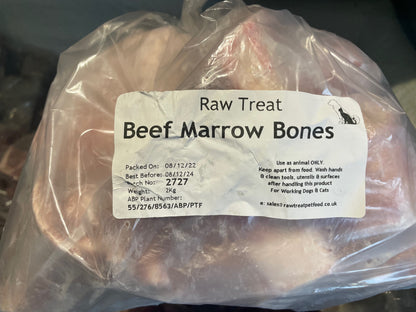 Raw Treat
Beef Marrow Bones
Packed On: 08/12/22
Best Before: 08/12/24
Batch No: 2727
Weight: 2Kg
ABP Plant Number:
55/276/8563/ABP/PTF
Use as animal ONLY.
Keep apart from food. Wash hands
& clean tools, utensils & surfaces
after handling this product
For Working Dogs & Cats
e: sales@rawtreatpetfood.co.uk